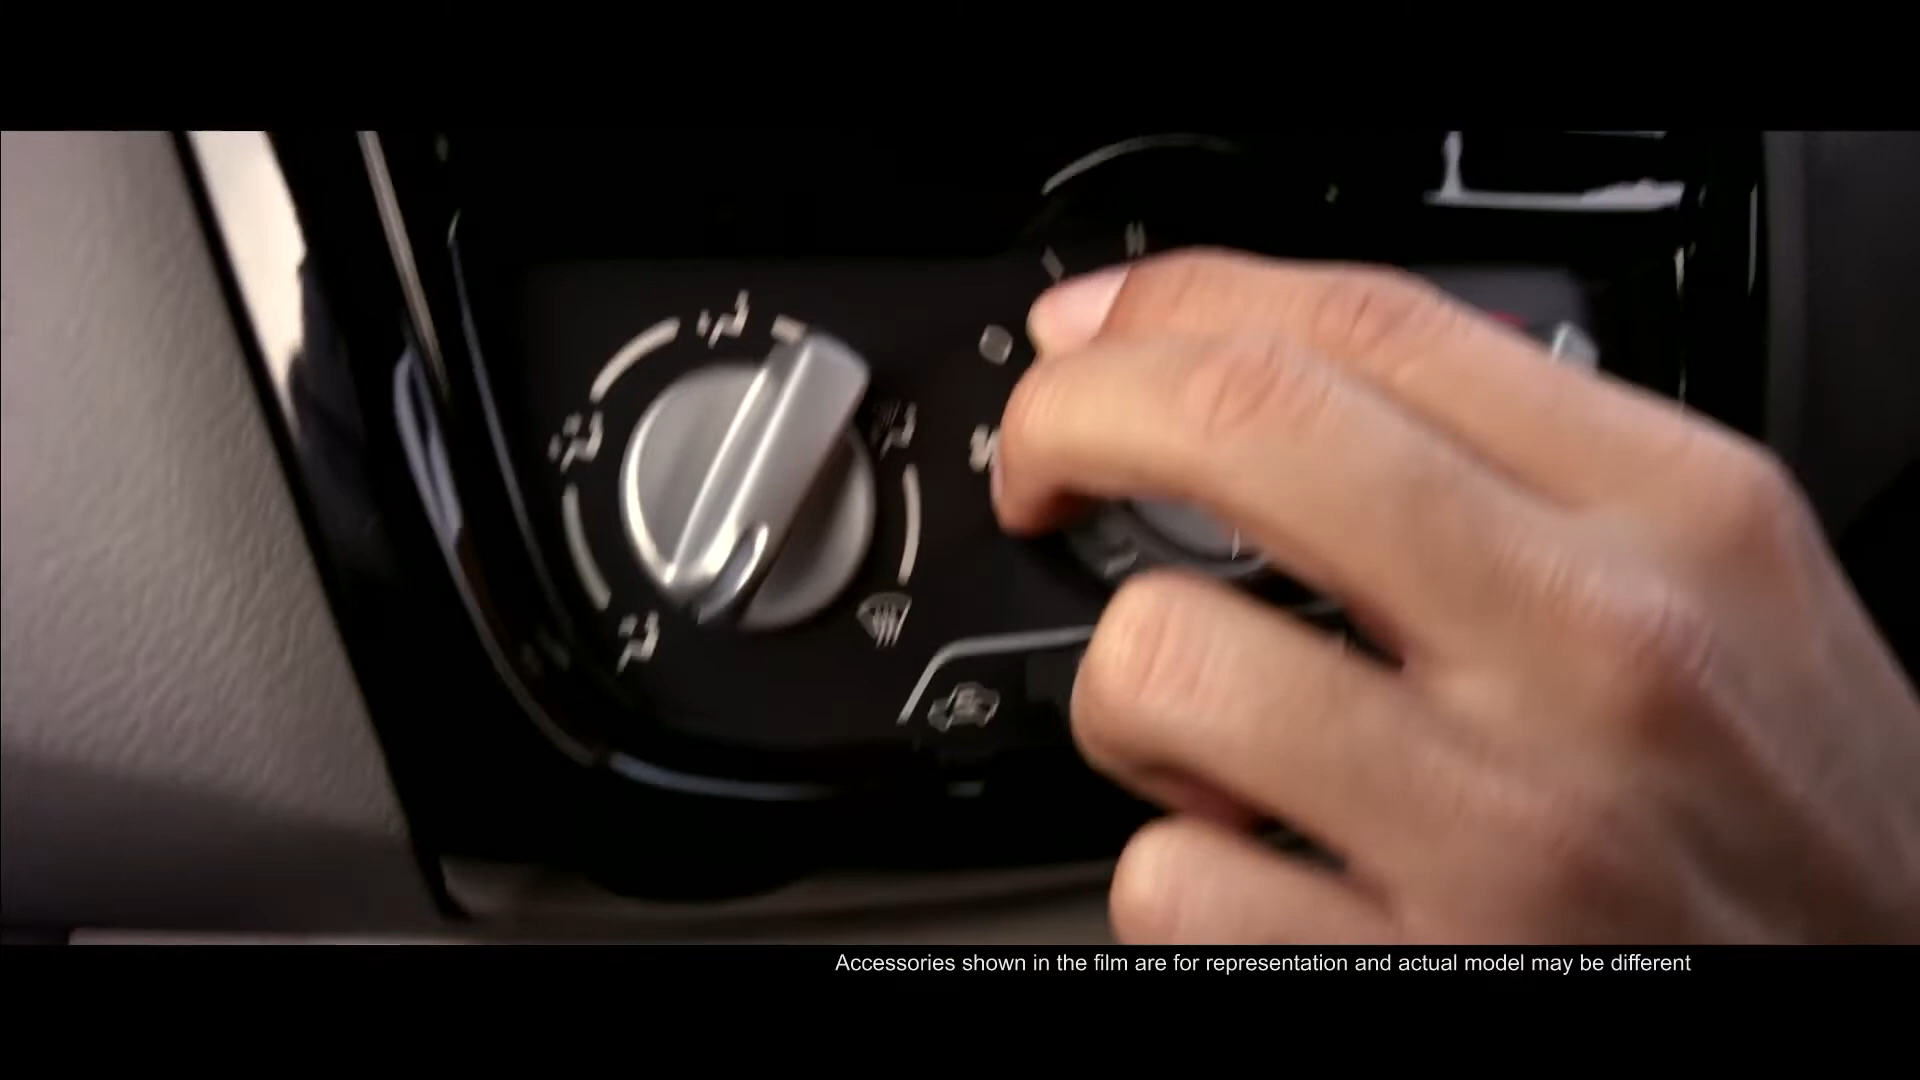 Accessories shown in the film are for representation and actual model may be different